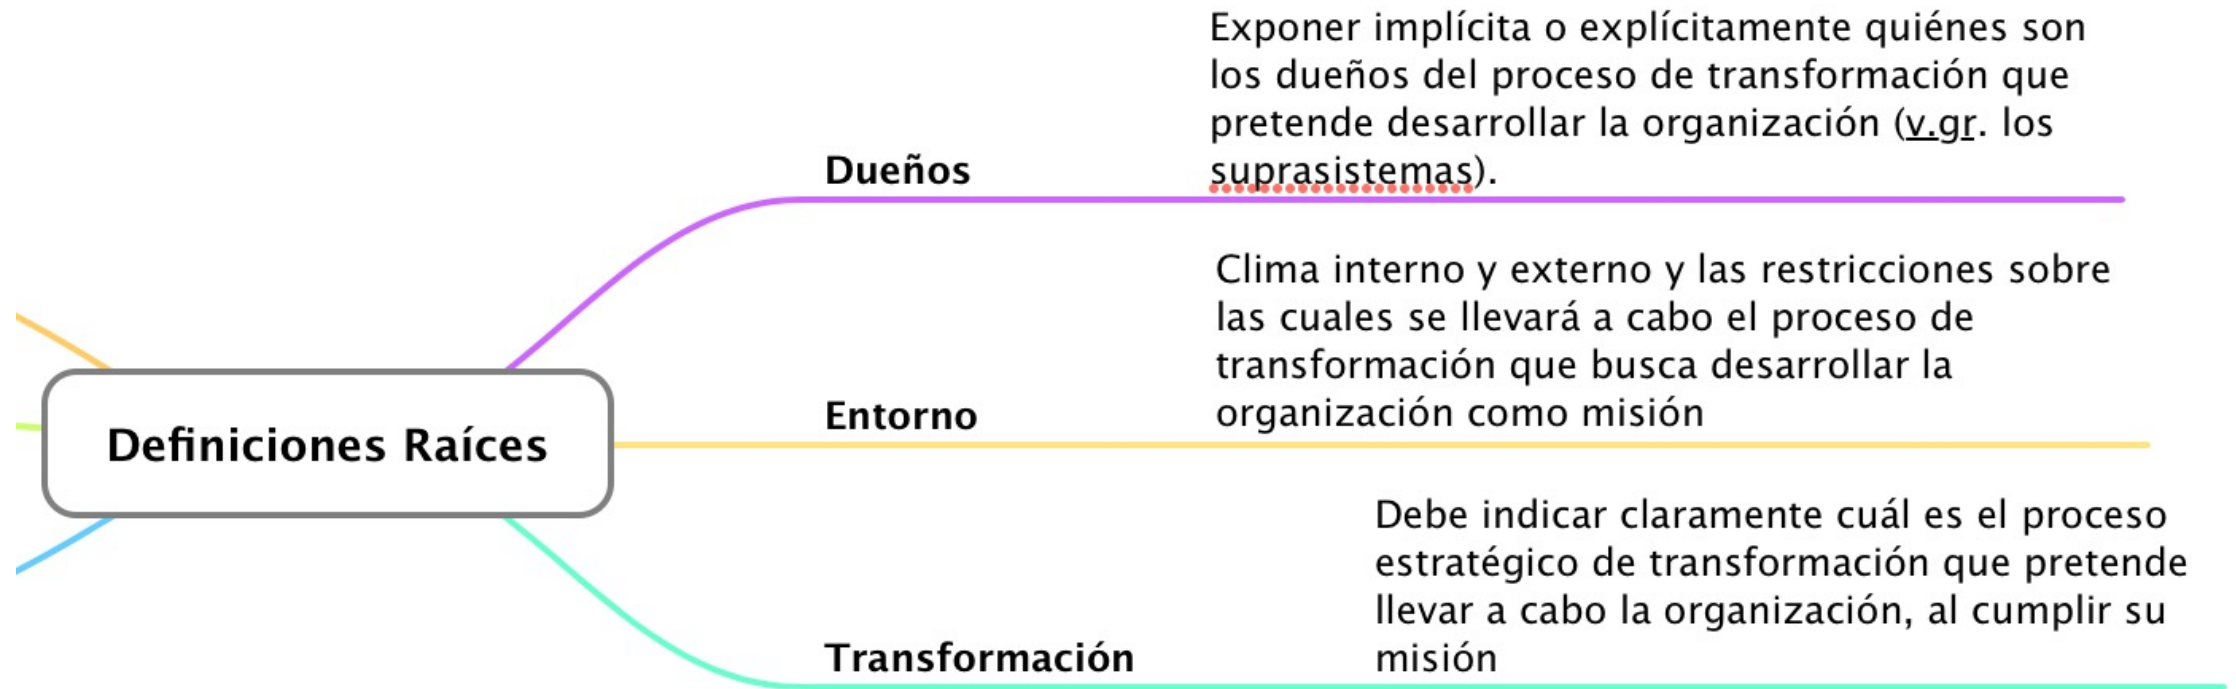 Exponer implícita o explícitamente quiénes son
los dueños del proceso de transformación que
pretende desarrollar la organización (v.gr. los
suprasistemas).
Dueños
Clima interno y externo y las restricciones sobre
las cuales se llevará a cabo el proceso de
transformación que busca desarrollar la
organización como misión
Entorno
Definiciones Raíces
Debe indicar claramente cuál es el proceso
estratégico de transformación que pretende
llevar a cabo la organización, al cumplir su
misión
Transformación